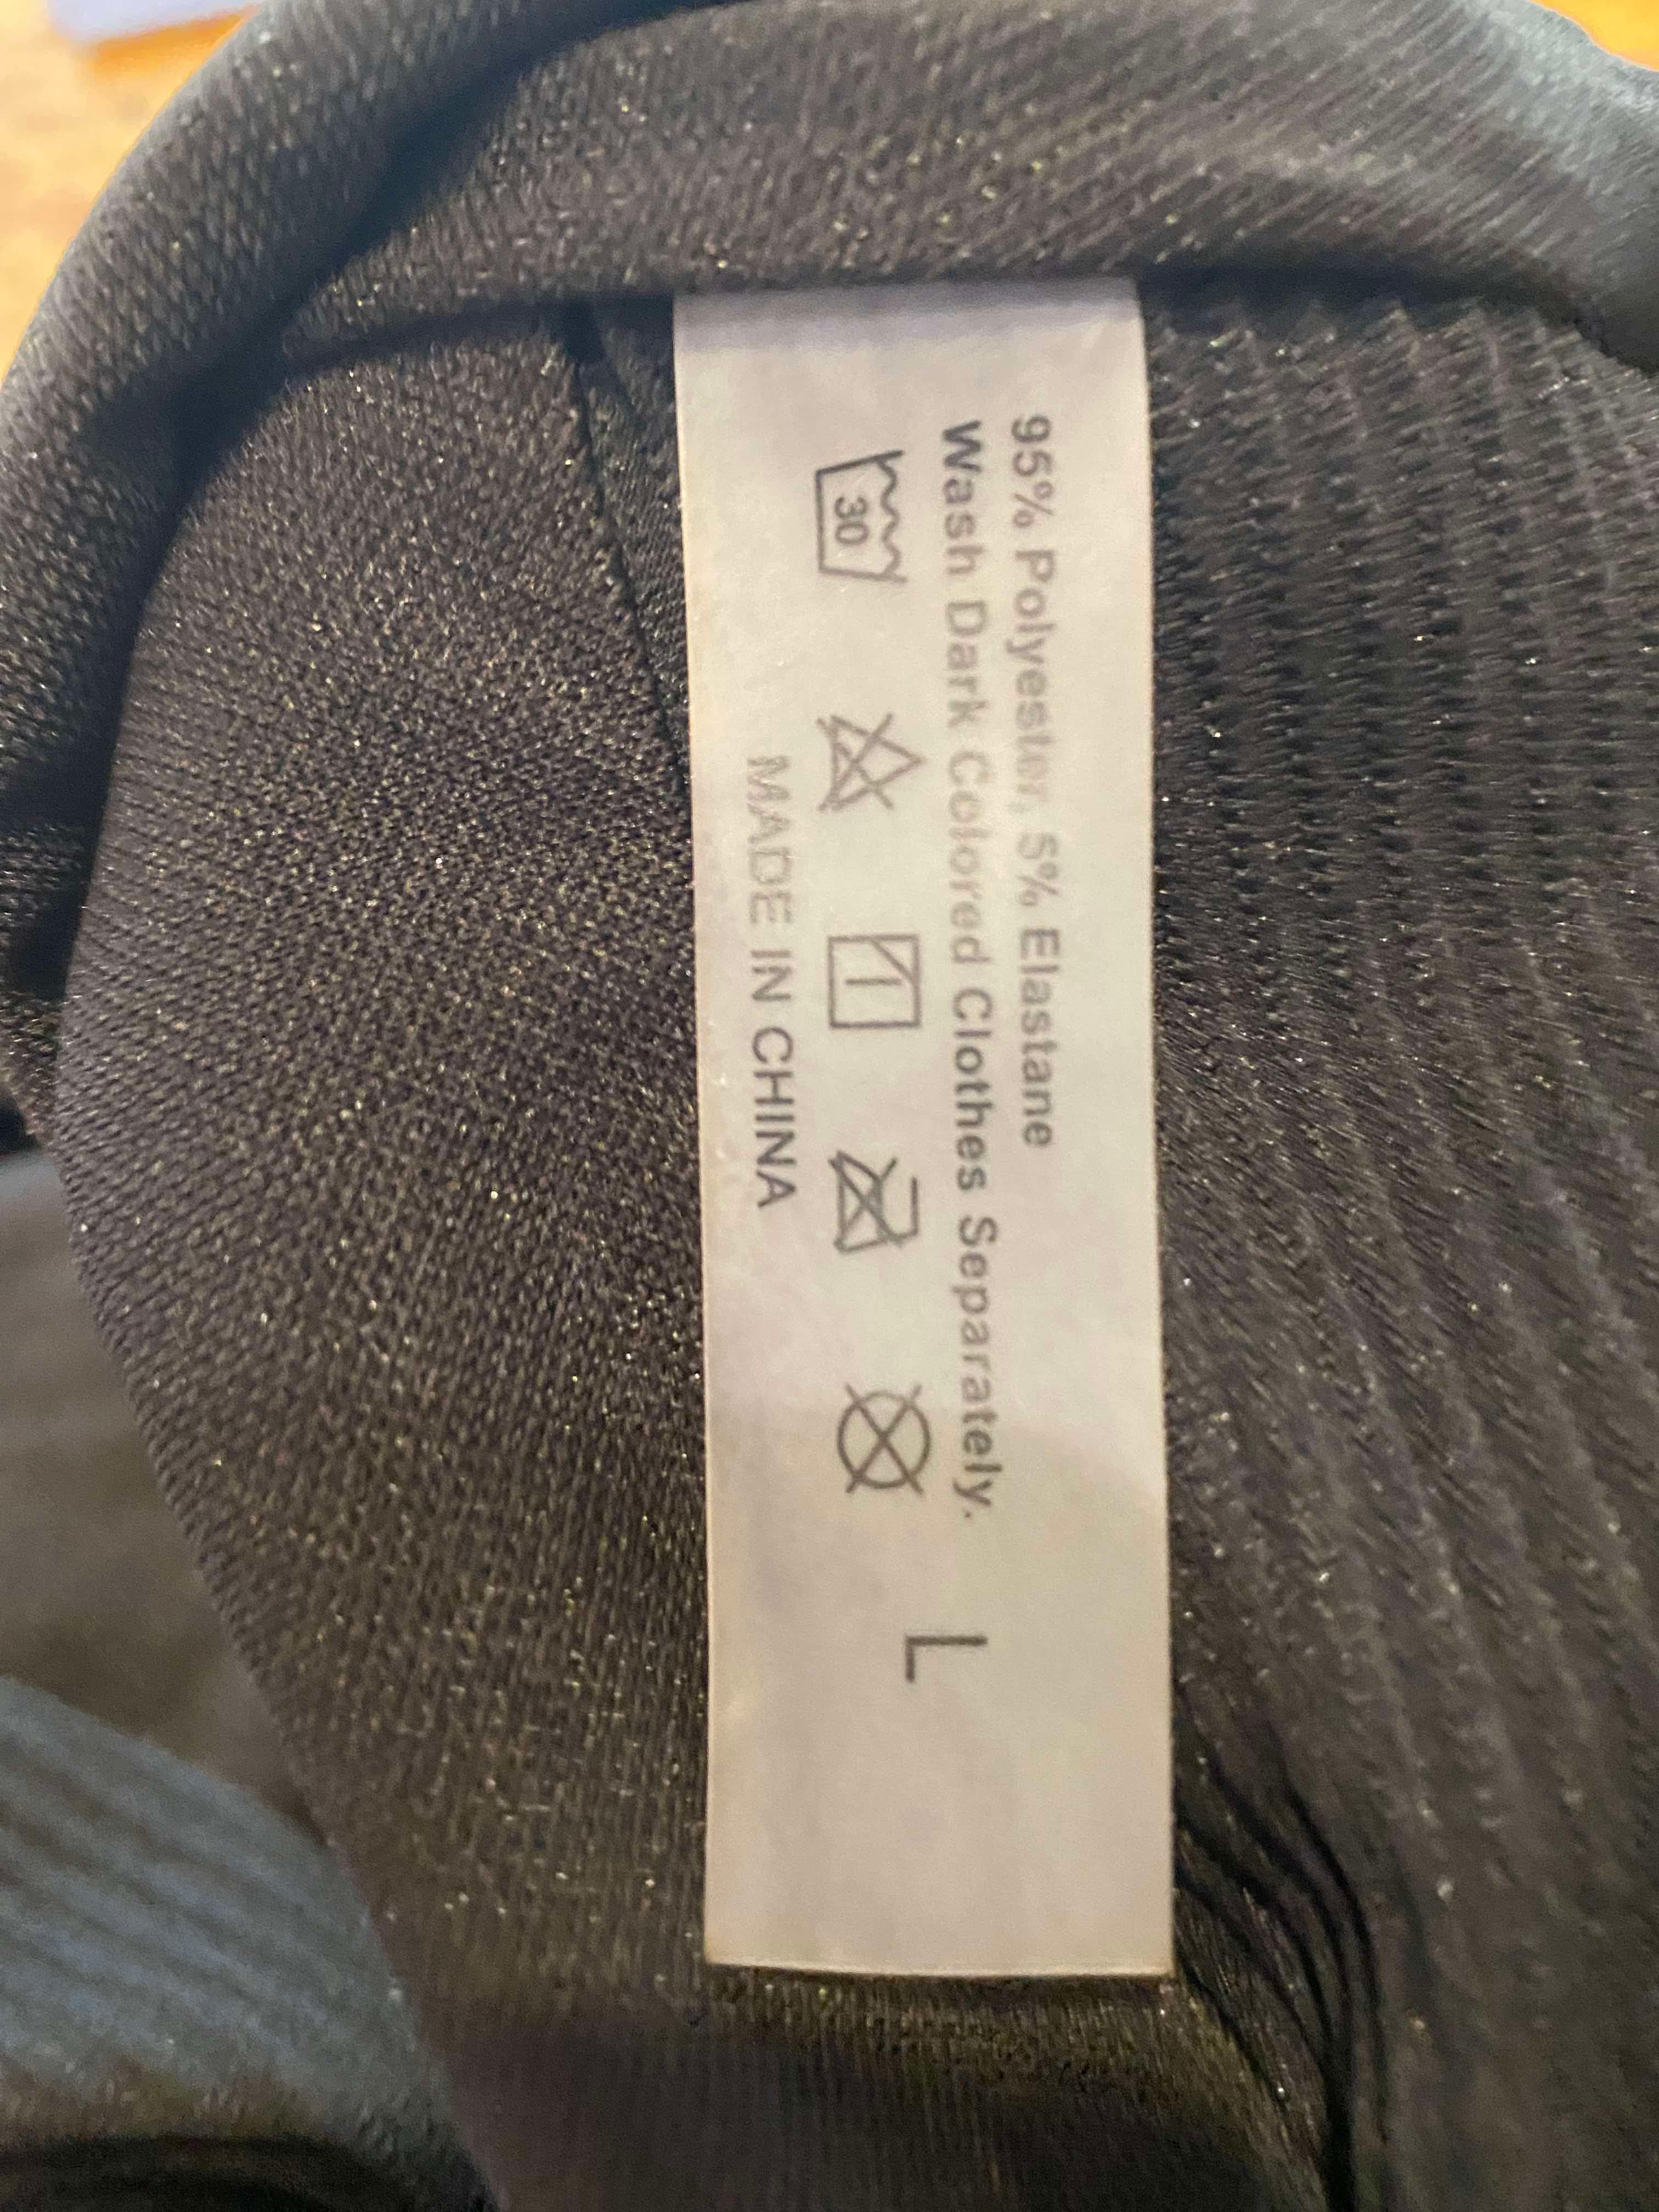 95% Polyester, 5% Elastane
Wash Dark Colored Clothes Separately.
L
30
MADE IN CHINA